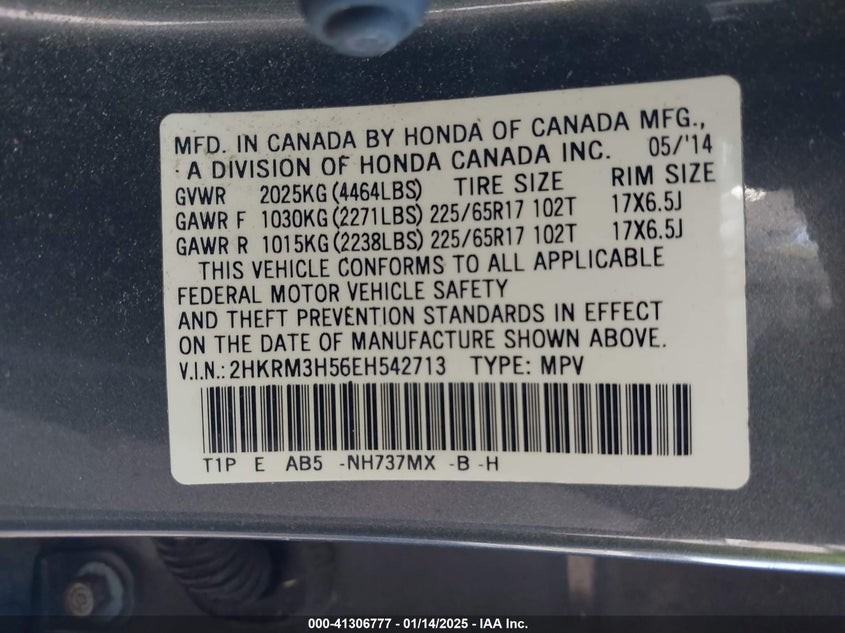 MFD. IN CANADA BY HONDA OF CANADA MFG.,
A DIVISION OF HONDA CANADA INC. 05/'14
GVWR 2025KG (4464LBS) TIRE SIZE RIM SIZE
GAWR F 1030KG (2271LBS) 225/65R17 102T 17X6.5J
GAWR R 1015KG (2238LBS) 225/65R17 102T 17X6.5J
THIS VEHICLE CONFORMS TO ALL APPLICABLE
FEDERAL MOTOR VEHICLE SAFETY
AND THEFT PREVENTION STANDARDS IN EFFECT
ON THE DATE OF MANUFACTURE SHOWN ABOVE.
V.I.N.: 2HKRM3H56EH542713 TYPE: MPV
T1P E AB5 -NH737MX -B -H
000-41306777 — 01/14/2025 — IAA Inc.